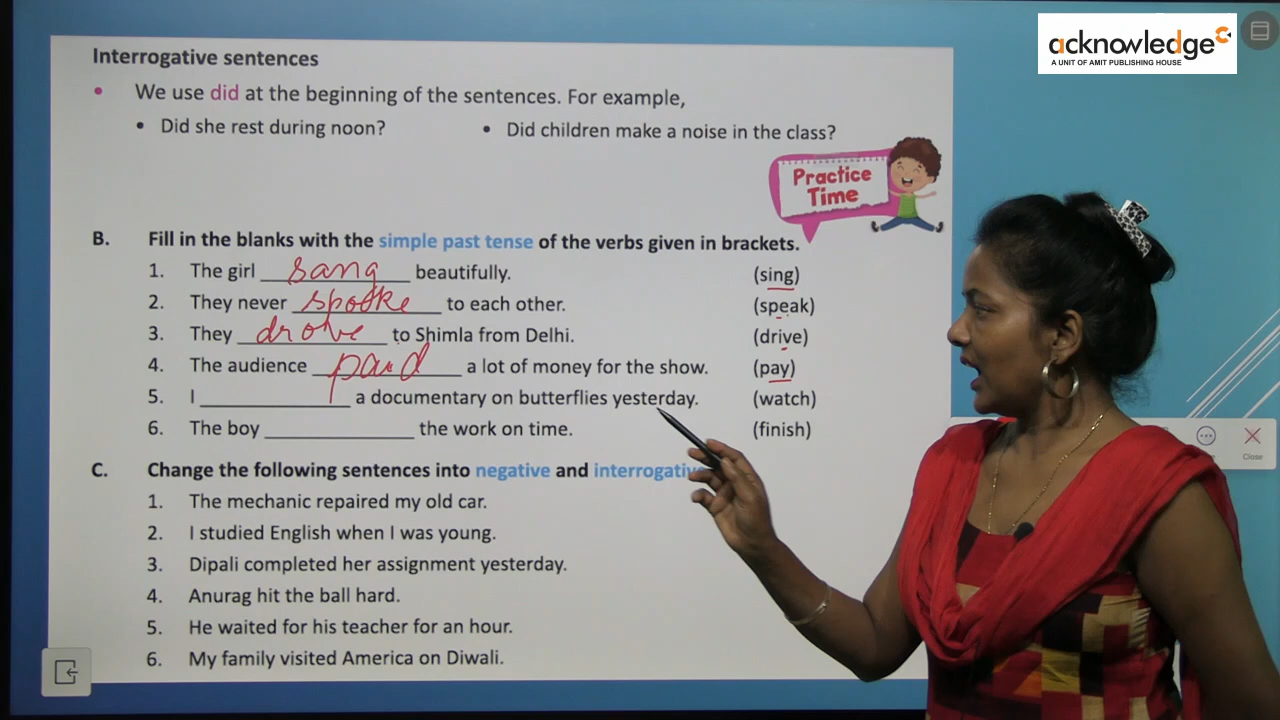 acknowledge
A UNIT OF AMIT PUBLISHING HOUSE
Interrogative sentences
• We use did at the beginning of the sentences. For example,
• Did she rest during noon? • Did children make a noise in the class?
Practice
Time
B. Fill in the blanks with the simple past tense of the verbs given in brackets.
1. The girl sang beautifully. (sing)
2. They never spoke to each other. (speak)
3. They drove to Shimla from Delhi. (drive)
4. The audience paid a lot of money for the show. (pay)
5. I ____________ a documentary on butterflies yesterday. (watch)
6. The boy ____________ the work on time. (finish)
Close
C. Change the following sentences into negative and interrogative
1. The mechanic repaired my old car.
2. I studied English when I was young.
3. Dipali completed her assignment yesterday.
4. Anurag hit the ball hard.
5. He waited for his teacher for an hour.
6. My family visited America on Diwali.